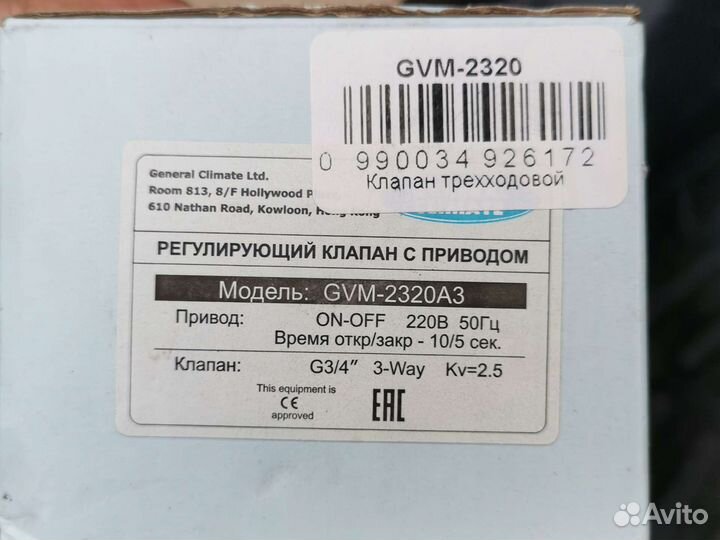 GVM-2320
0 990034 926172
Клапан трехходовой
General Climate Ltd.
Room 813, 8/F Hollywood
610 Nathan Road, Kowloon, Hong Kong
РЕГУЛИРУЮЩИЙ КЛАПАН С ПРИВОДОМ
Модель: GVM-2320A3
Привод: ON-OFF 220В 50Гц
Время откр/закр - 10/5 сек.
Клапан: G3/4″ 3-Way Kv=2.5
This equipment is
CE
approved
EAC
Avito